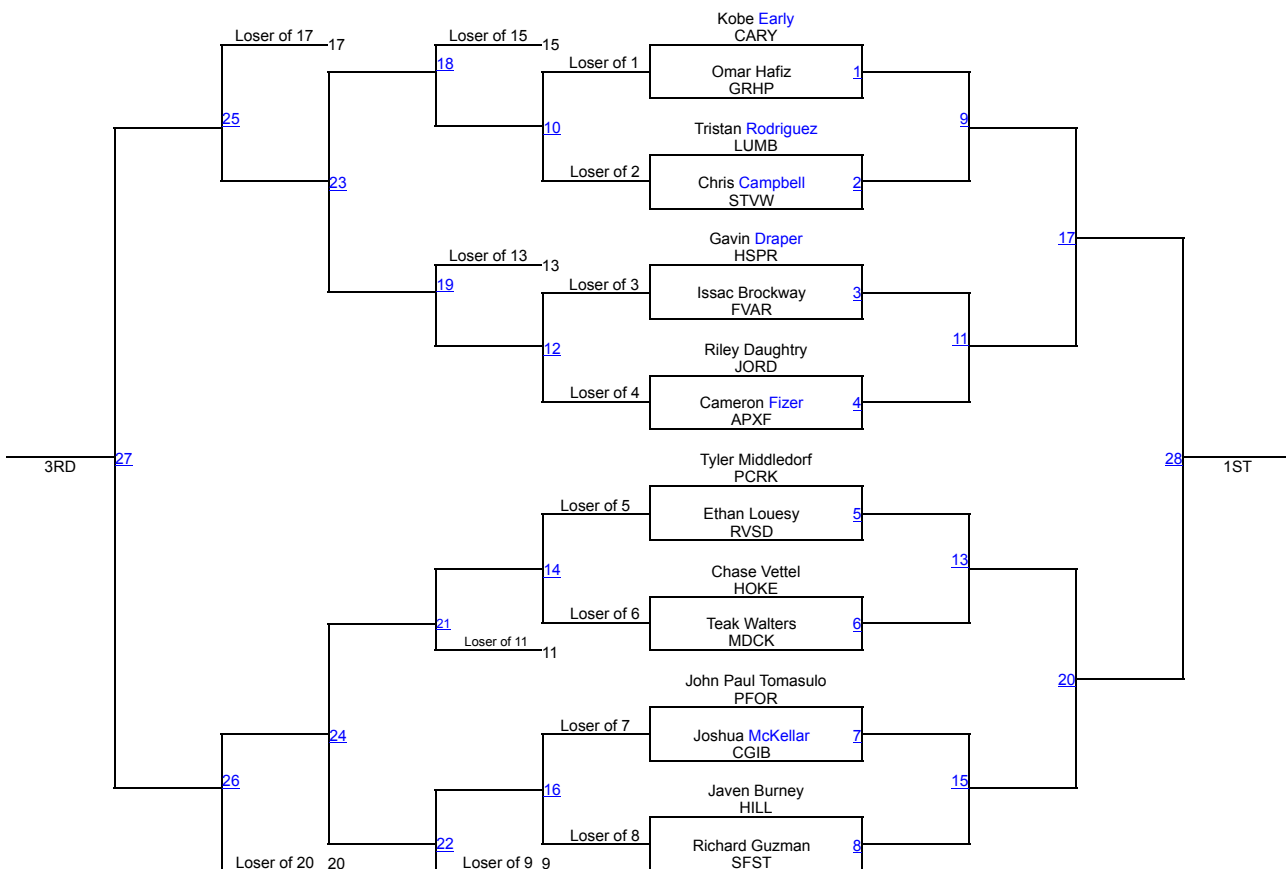 Kobe Early
Loser of 17 17
Loser of 15 15
CARY
18
Loser of 1
Omar Hafiz
1
GRHP
25
10
9
Tristan Rodriguez
LUMB
Loser of 2
23
Chris Campbell
2
STVW
Gavin Draper
17
Loser of 13 13
HSPR
19
Loser of 3
Issac Brockway
3
FVAR
12
11
Riley Daughtry
JORD
Loser of 4
Cameron Fizer
4
APXF
3RD
27
Tyler Middledorf
28
1ST
PCRK
Loser of 5
Ethan Louesy
5
RVSD
14
13
Chase Vettel
HOKE
Loser of 6
21
Teak Walters
6
MDCK
Loser of 11 11
John Paul Tomasulo
20
PFOR
Loser of 7
24
Joshua McKellar
7
CGIB
26
16
15
Javen Burney
HILL
Loser of 8
22
Richard Guzman
8
SFST
Loser of 20 20
Loser of 9 9